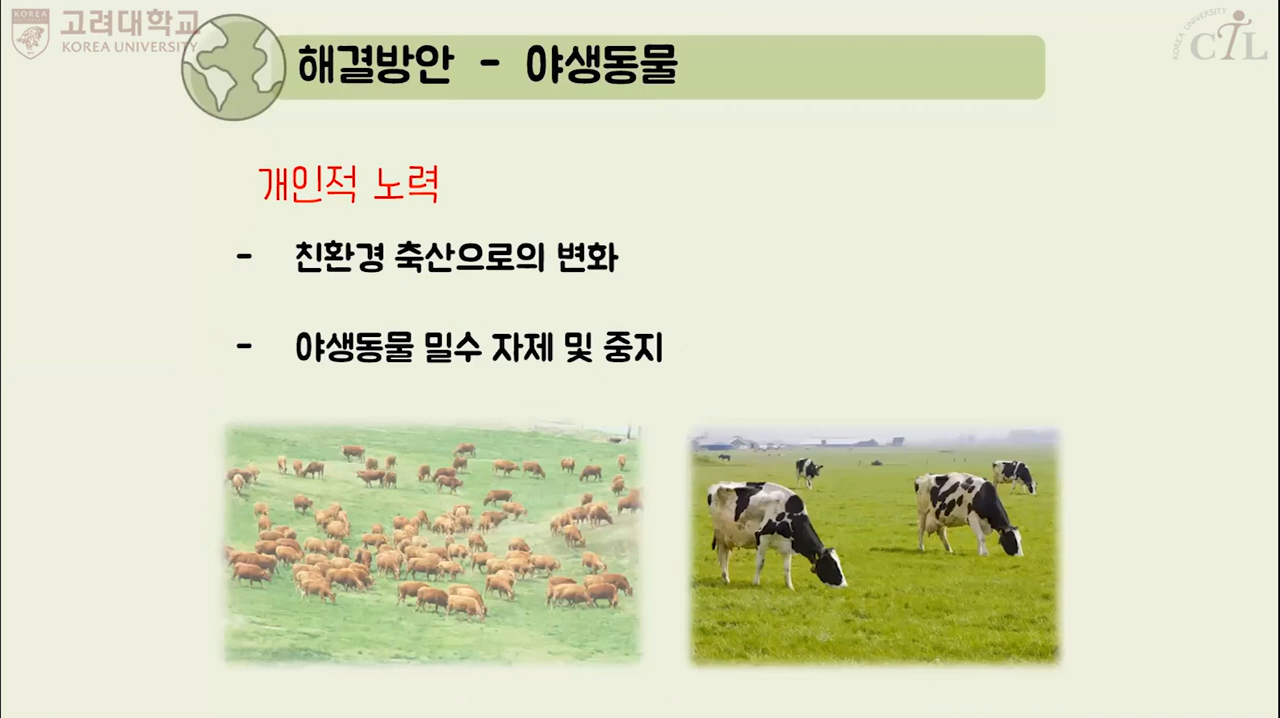 KOREA
고려대학교
KOREA UNIVERSITY
KOREA UNIVERSITY
CTL
해결방안 - 야생동물
개인적 노력
- 친환경 축산으로의 변화
- 야생동물 밀수 자제 및 중지